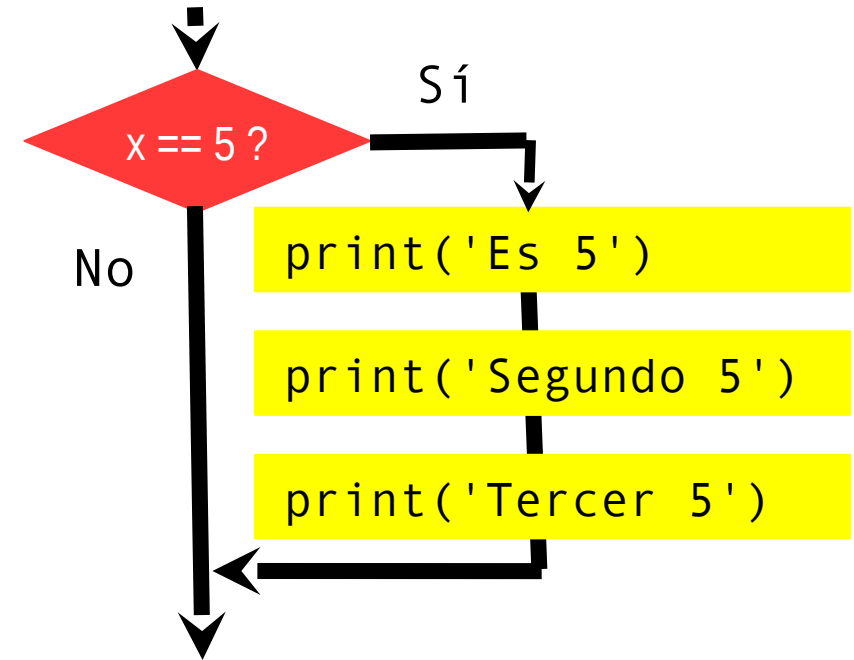 Sí
x == 5 ?
No
print('Es 5')
print('Segundo 5')
print('Tercer 5')